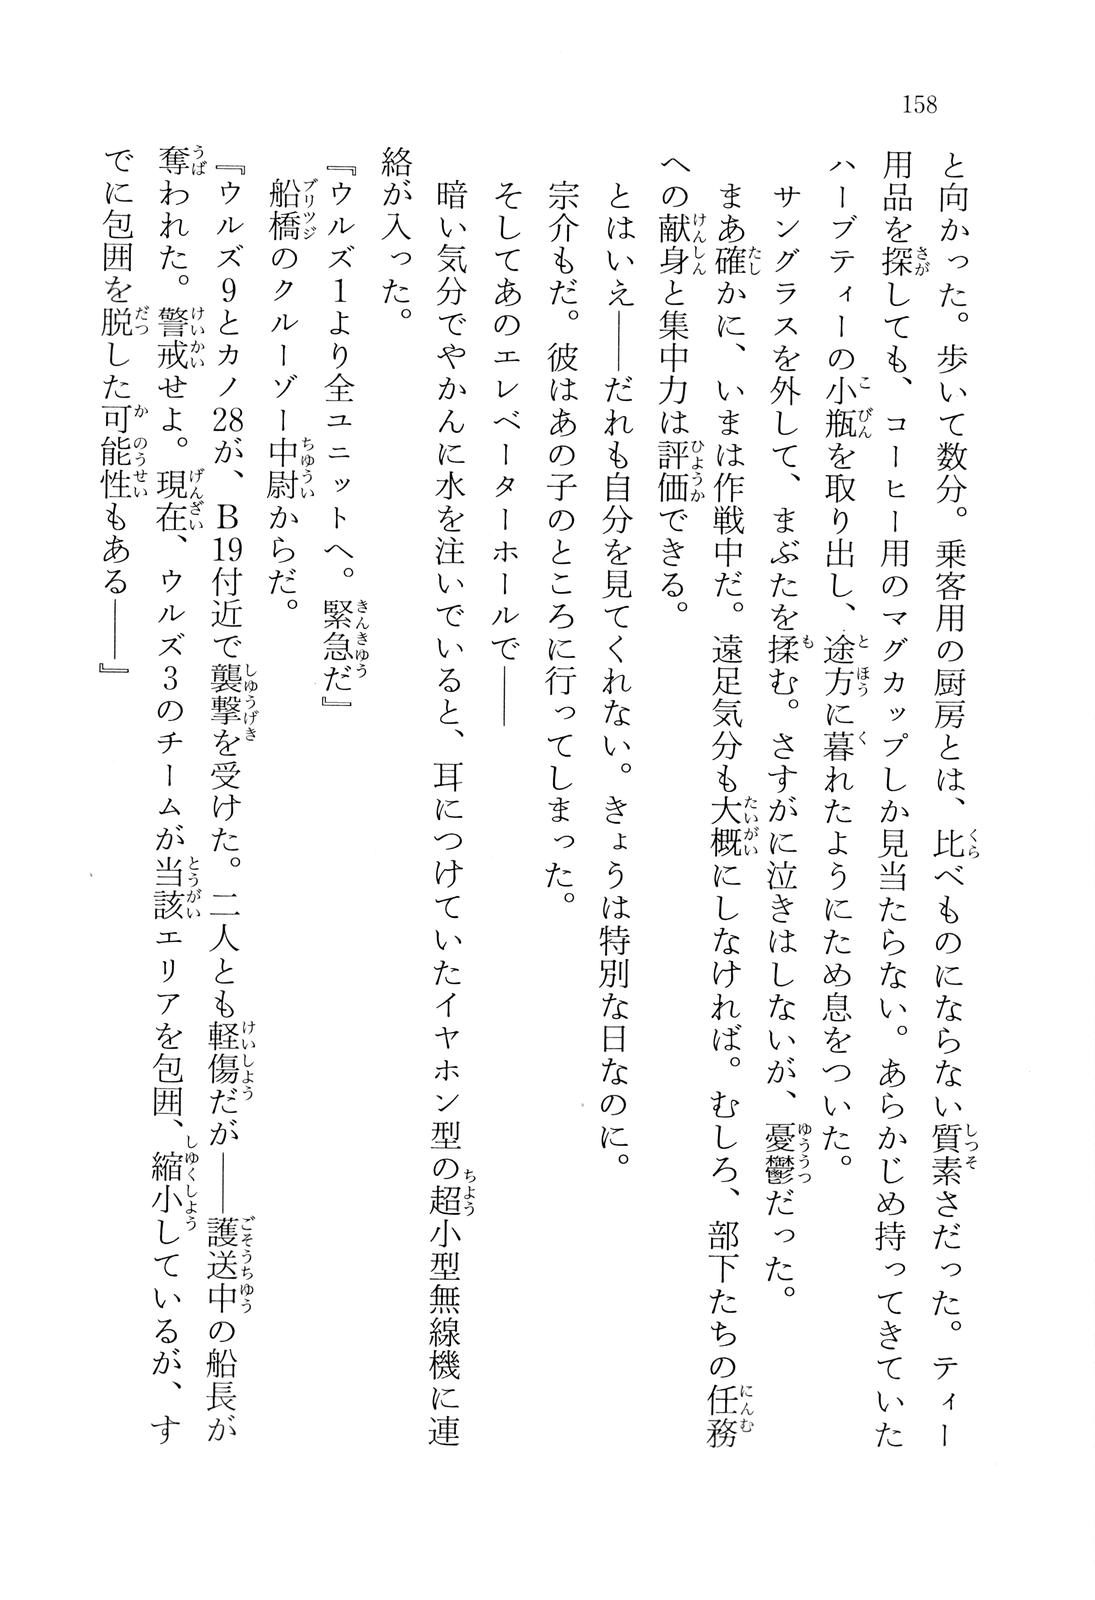 158
と向かった。歩いて数分。乗客用の厨房とは、比べものにならない質素さだった。ティー
用品を探しても、コーヒー用のマグカップしか見当たらない。あらかじめ持ってきていた
ハーブティーの小瓶を取り出し、途方に暮れたようにため息をついた。
サングラスを外して、まぶたを揉む。さすがに泣きはしないが、憂鬱だった。
まあ確かに、いまは作戦中だ。遠足気分も大概にしなければ。むしろ、部下たちの任務
への献身と集中力は評価できる。
とはいえ――だれも自分を見てくれない。きょうは特別な日なのに。
宗介もだ。彼はあの子のところに行ってしまった。
そしてあのエレベーターホールで――
暗い気分でやかんに水を注いでいると、耳につけていたイヤホン型の超小型無線機に連
絡が入った。
『ウルズ1より全ユニットへ。緊急だ』
船橋のクルーゾー中尉からだ。
『ウルズ9とカノ28が、B19付近で襲撃を受けた。二人とも軽傷だが――護送中の船長が
奪われた。警戒せよ。現在、ウルズ3のチームが当該エリアを包囲、縮小しているが、す
でに包囲を脱した可能性もある――』